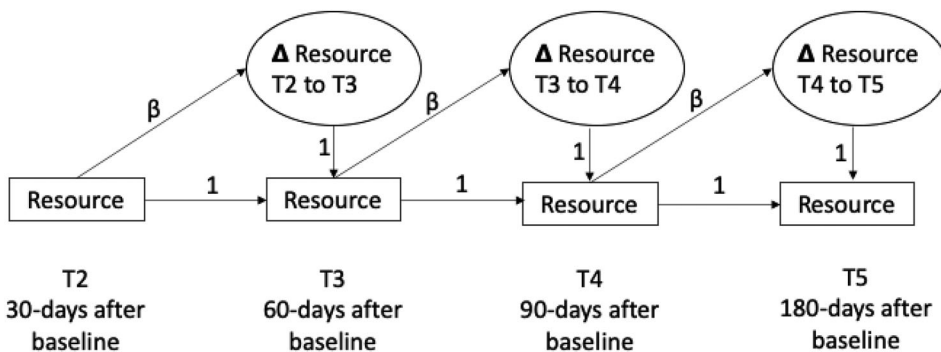 Δ Resource
T2 to T3
Δ Resource
T3 to T4
Δ Resource
T4 to T5
β
β
β
1
1
1
Resource
1
Resource
1
Resource
1
Resource
T2
30-days after
baseline
T3
60-days after
baseline
T4
90-days after
baseline
T5
180-days after
baseline